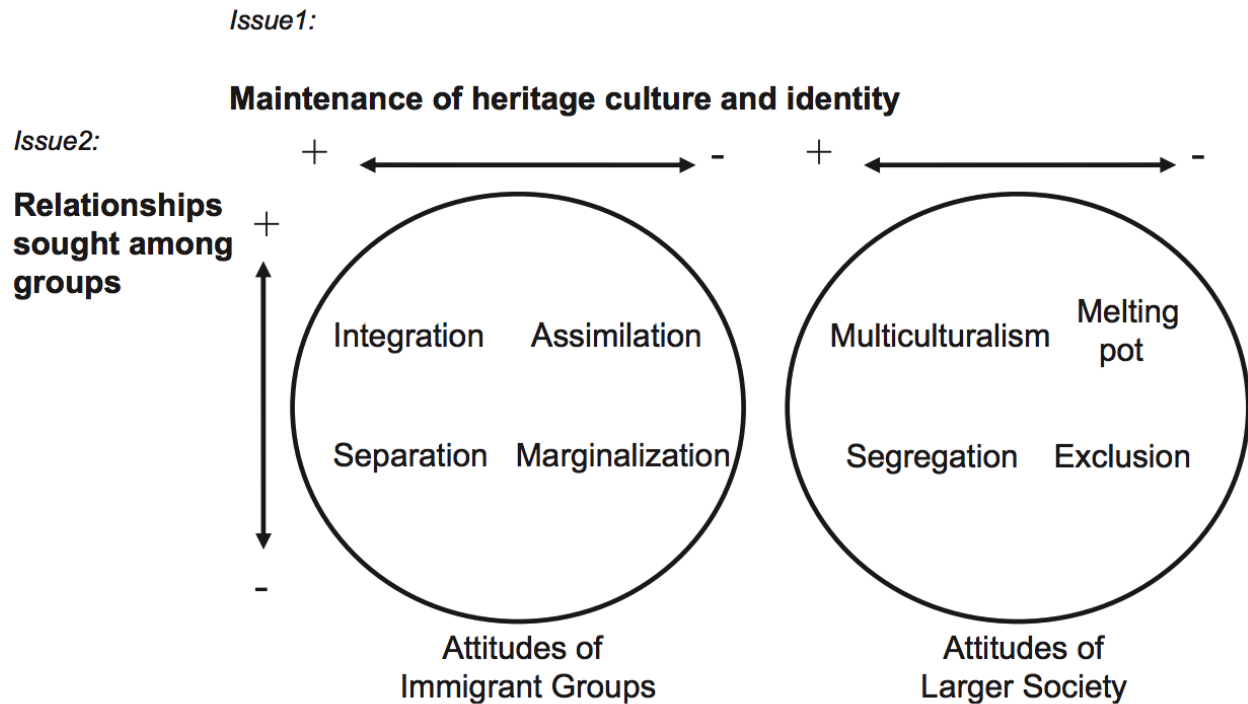 Issue1:
Maintenance of heritage culture and identity
Issue2:
Relationships
sought among
groups
+ - + -
+
-
Integration Assimilation
Separation Marginalization
Multiculturalism Melting
pot
Segregation Exclusion
Attitudes of
Immigrant Groups
Attitudes of
Larger Society